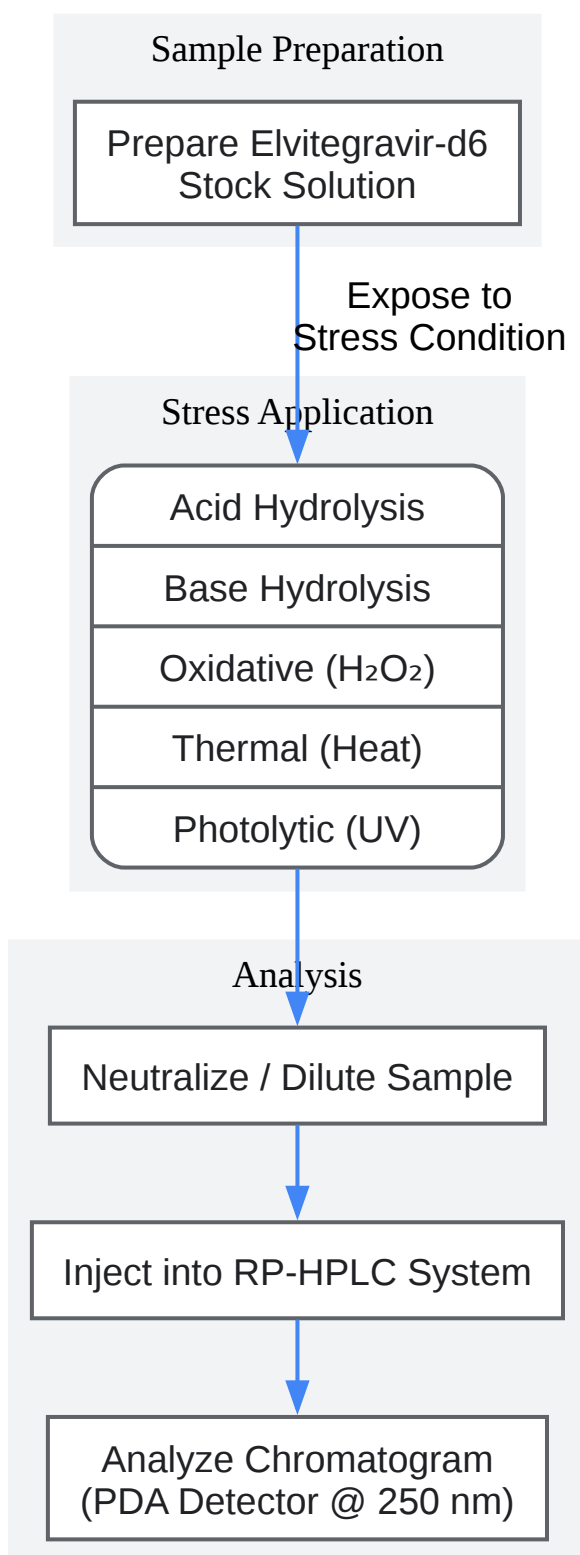 Sample Preparation
Prepare Elvitegravir-d6
Stock Solution
Expose to
Stress Condition
Stress Application
Acid Hydrolysis
Base Hydrolysis
Oxidative (H₂O₂)
Thermal (Heat)
Photolytic (UV)
Analysis
Neutralize / Dilute Sample
Inject into RP-HPLC System
Analyze Chromatogram
(PDA Detector @ 250 nm)